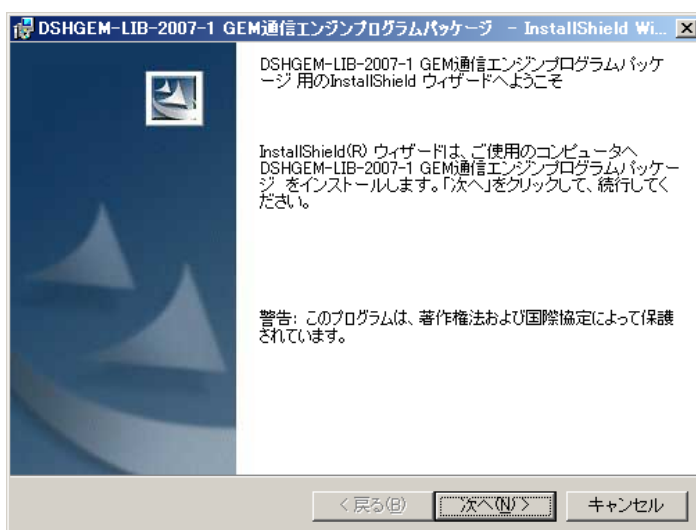 DSHGEM-LIB-2007-1 GEM通信エンジンプログラムパッケージ - InstallShield Wi...
DSHGEM-LIB-2007-1 GEM通信エンジンプログラムパッケ
ージ 用のInstallShield ウィザードへようこそ
InstallShield(R) ウィザードは、ご使用のコンピュータへ
DSHGEM-LIB-2007-1 GEM通信エンジンプログラムパッケー
ジ をインストールします。「次へ」をクリックして、続行してく
ださい。
警告: このプログラムは、著作権法および国際協定によって保護
されています。
< 戻る(B)
次へ(N) >
キャンセル